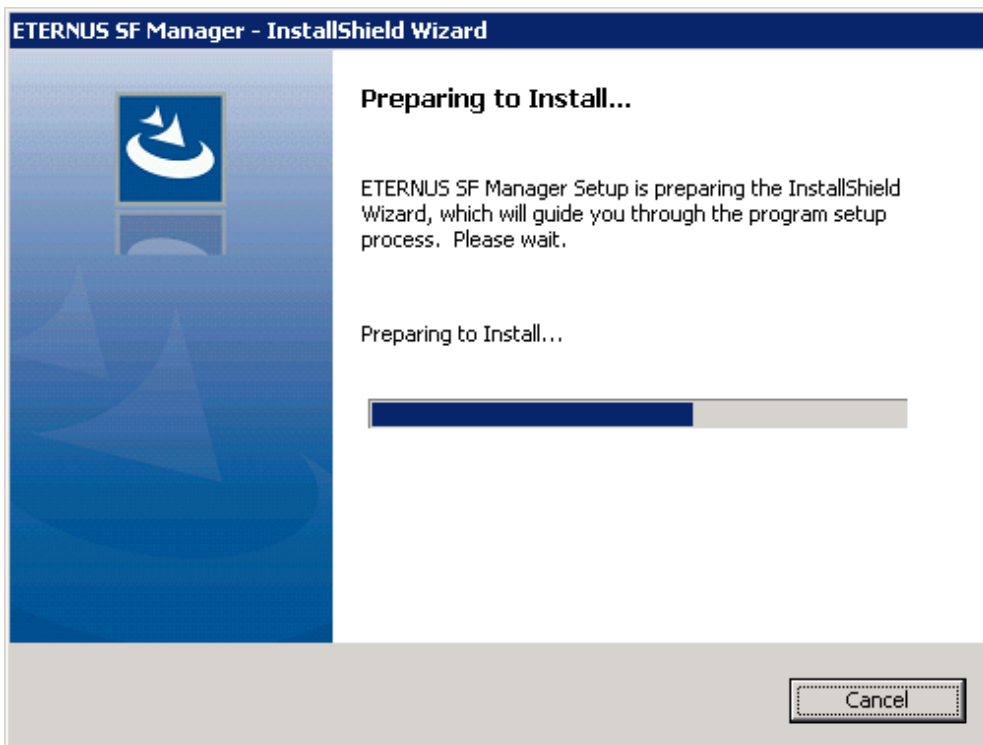 ETERNUS SF Manager - InstallShield Wizard
Preparing to Install...
ETERNUS SF Manager Setup is preparing the InstallShield
Wizard, which will guide you through the program setup
process.  Please wait.
Preparing to Install...
Cancel